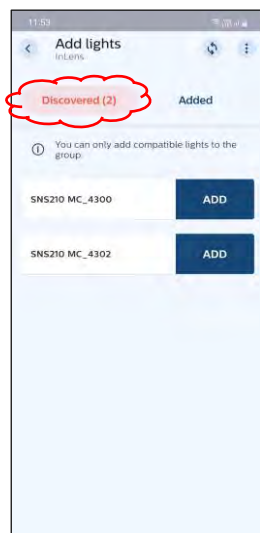 11:53
Add lights
InLens
Discovered (2)
Added
You can only add compatible lights to the
group
SNS210 MC_4300
ADD
SNS210 MC_4302
ADD